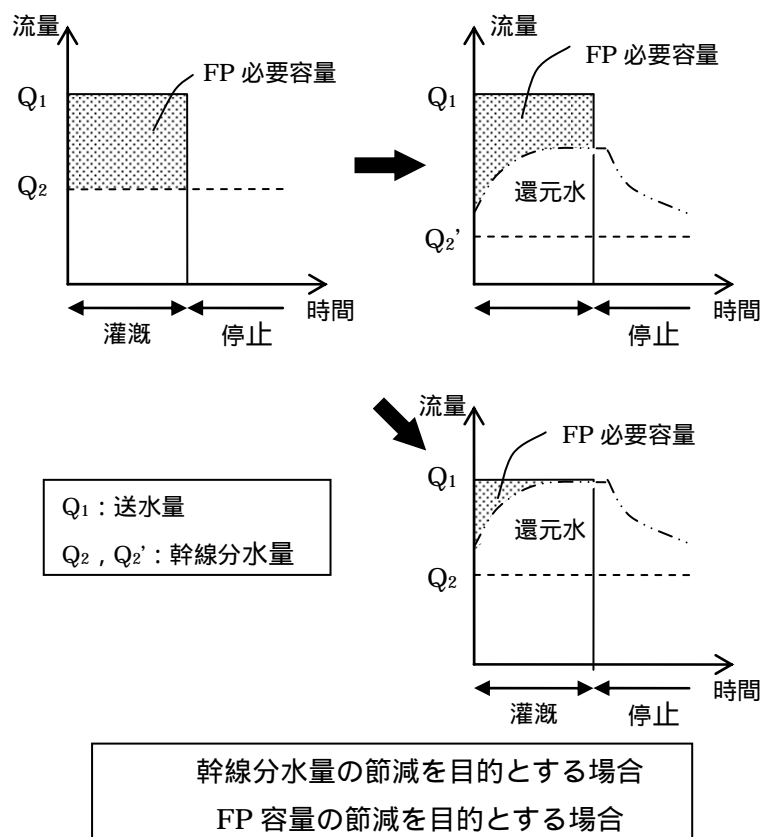 流量
FP 必要容量
Q₁
Q₂
時間
灌漑
停止
流量
FP 必要容量
Q₁
還元水
Q₂'
時間
灌漑
停止
流量
FP 必要容量
Q₁
還元水
Q₂
時間
灌漑
停止
Q₁：送水量
Q₂ , Q₂'：幹線分水量
幹線分水量の節減を目的とする場合
FP 容量の節減を目的とする場合